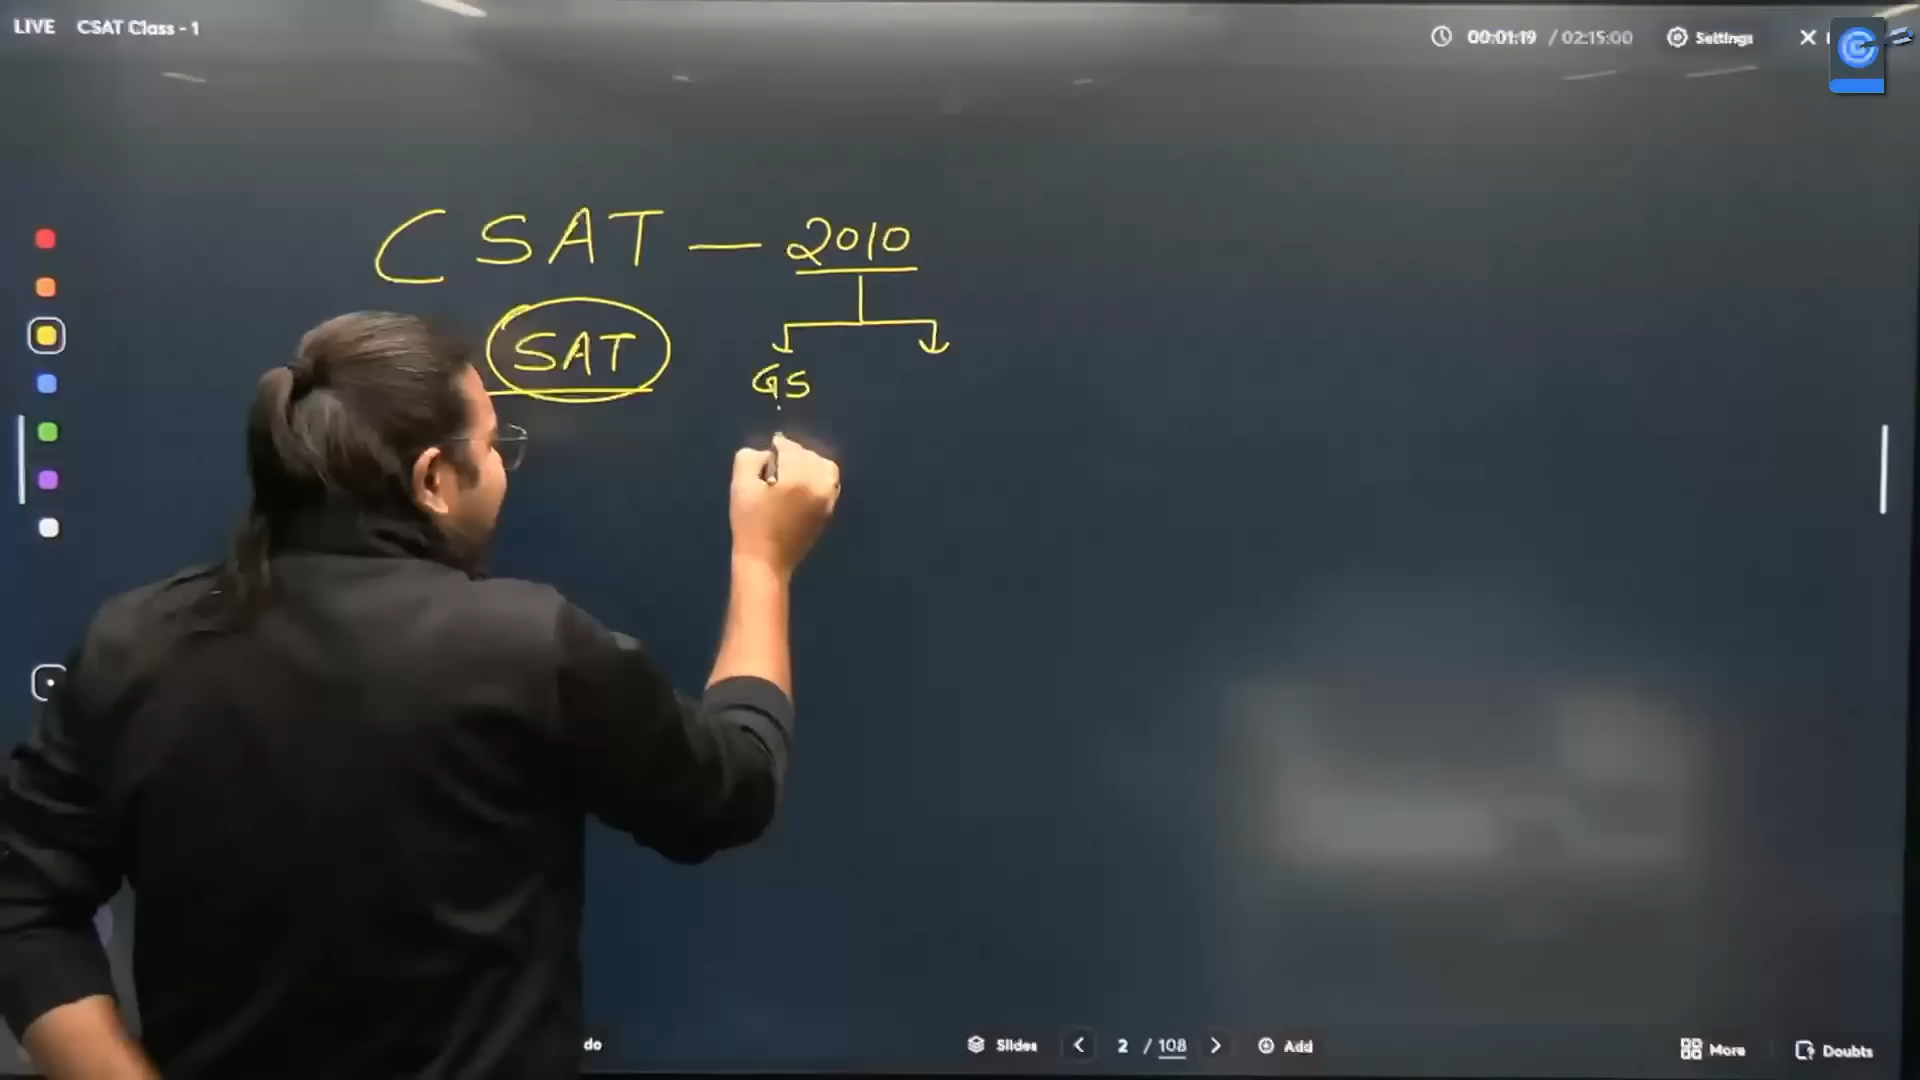 LIVE CSAT Class - 1
00:01:19 / 02:15:00 Settings
CSAT — 2010
SAT
GS
do Slides 2 / 108 Add More Doubts